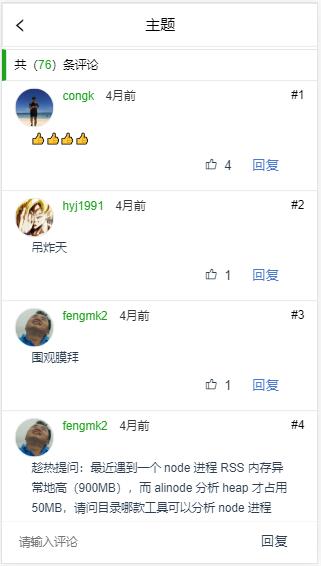 主题
共（76）条评论
congk 4月前 #1
👍👍👍👍
4 回复
hyj1991 4月前 #2
吊炸天
1 回复
fengmk2 4月前 #3
围观膜拜
1 回复
fengmk2 4月前 #4
趁热提问：最近遇到一个 node 进程 RSS 内存异
常地高（900MB），而 alinode 分析 heap 才占用
50MB，请问目录哪款工具可以分析 node 进程
请输入评论 回复